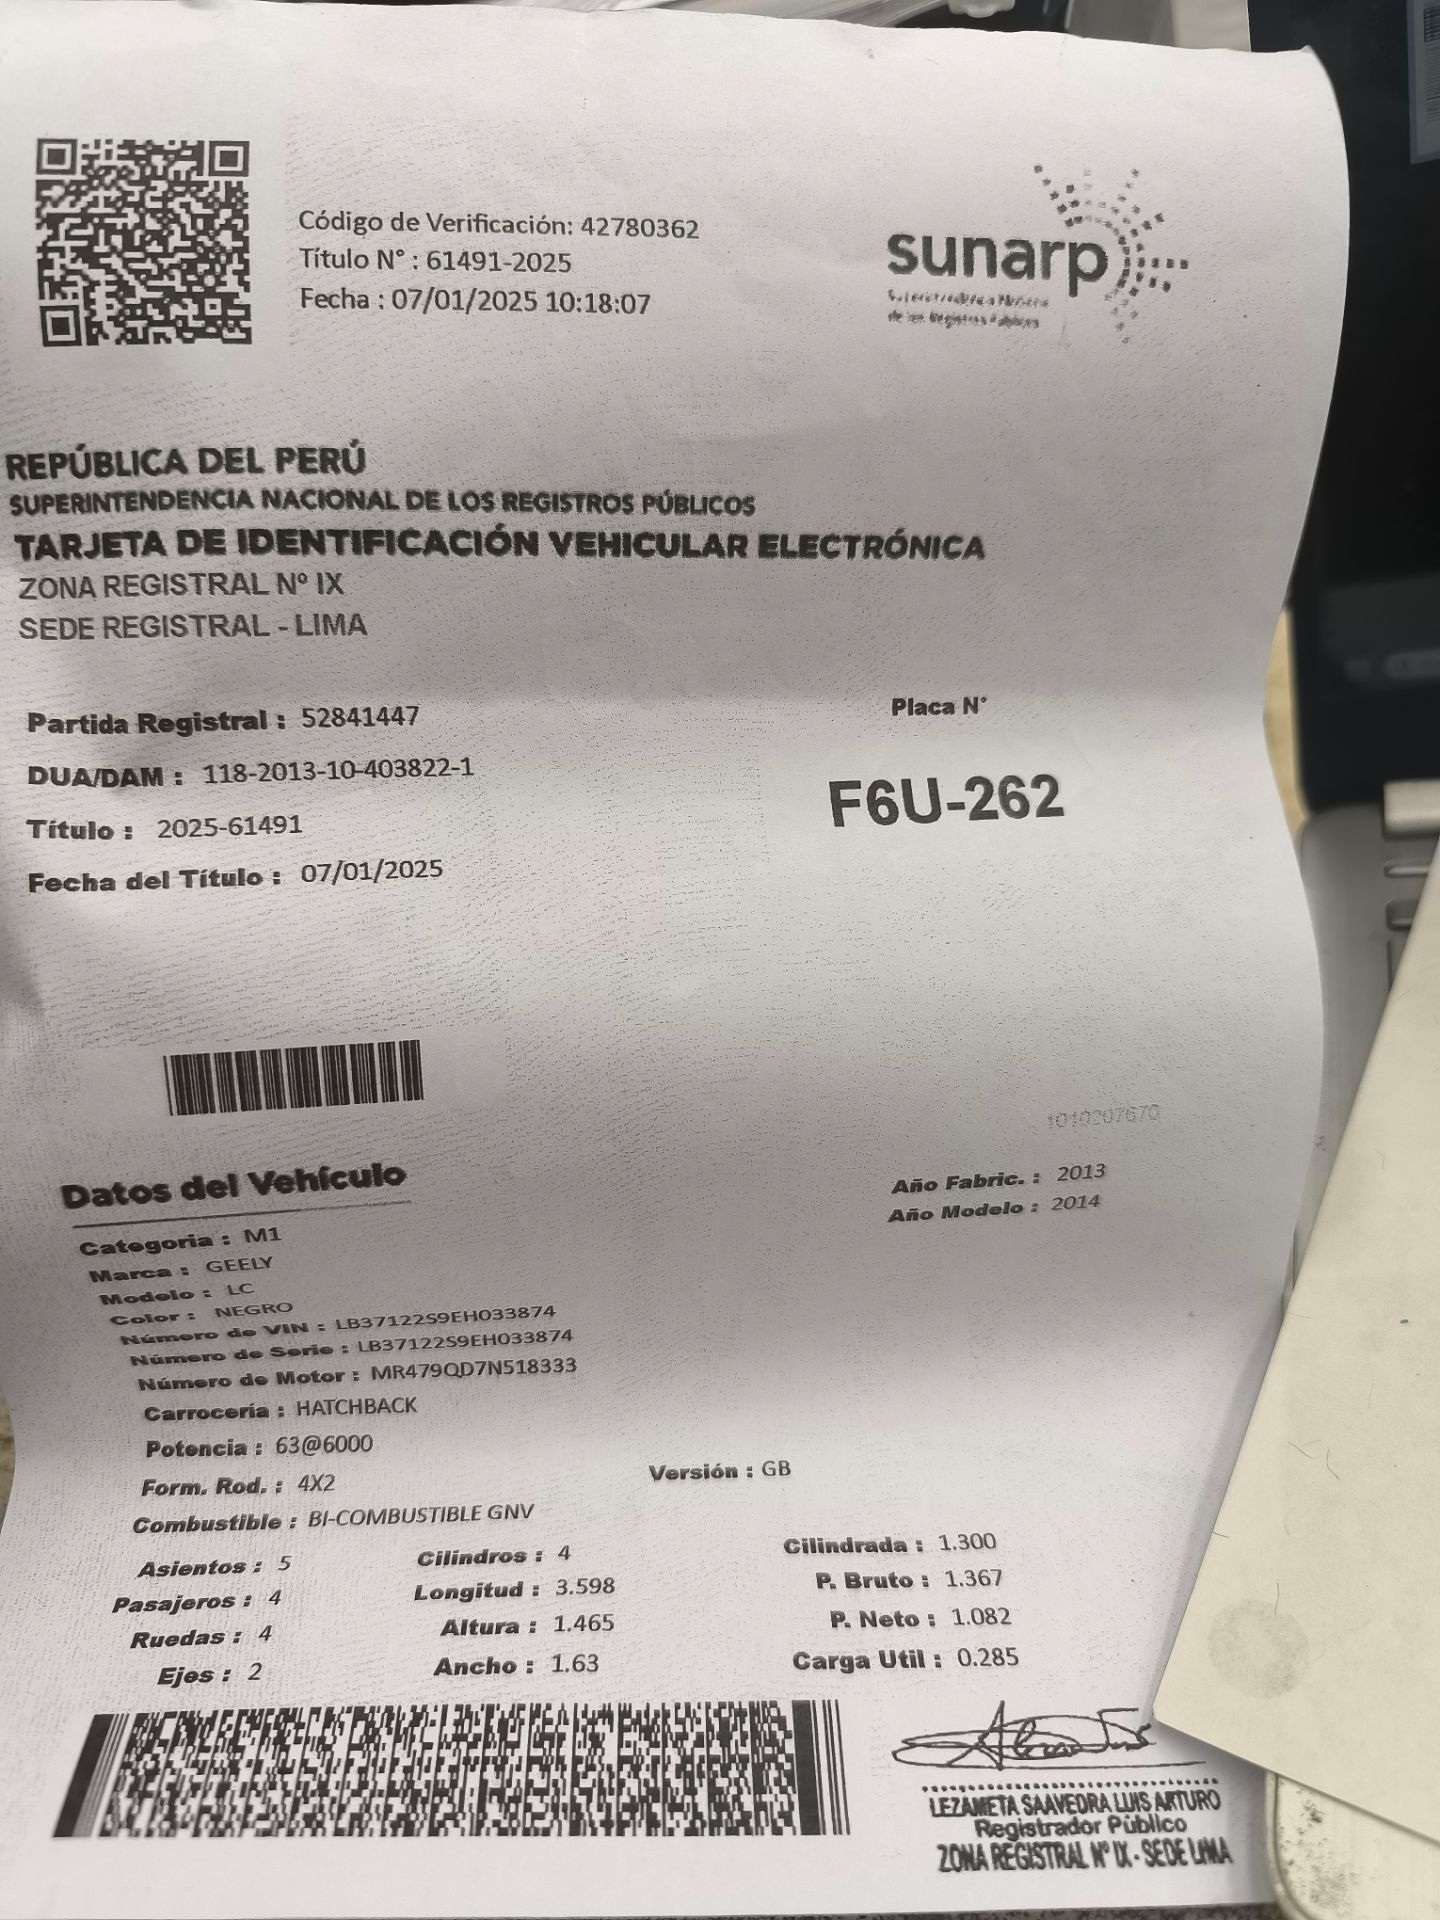 Código de Verificación: 42780362
Título N° : 61491-2025
Fecha : 07/01/2025 10:18:07
sunarp
Superintendencia Nacional
de los Registros Públicos
REPÚBLICA DEL PERÚ
SUPERINTENDENCIA NACIONAL DE LOS REGISTROS PÚBLICOS
TARJETA DE IDENTIFICACIÓN VEHICULAR ELECTRÓNICA
ZONA REGISTRAL Nº IX
SEDE REGISTRAL - LIMA
Partida Registral : 52841447
DUA/DAM : 118-2013-10-403822-1
Título : 2025-61491
Fecha del Título : 07/01/2025
Placa N°
F6U-262
1010207670
Datos del Vehículo
Año Fabric. : 2013
Año Modelo : 2014
Categoria : M1
Marca : GEELY
Modelo : LC
Color : NEGRO
Número de VIN : LB37122S9EH033874
Número de Serie : LB37122S9EH033874
Número de Motor : MR479QD7N518333
Carrocería : HATCHBACK
Potencia : 63@6000
Form. Rod. : 4X2
Versión : GB
Combustible : BI-COMBUSTIBLE GNV
Asientos : 5
Cilindros : 4
Cilindrada : 1.300
Pasajeros : 4
Longitud : 3.598
P. Bruto : 1.367
Ruedas : 4
Altura : 1.465
P. Neto : 1.082
Ejes : 2
Ancho : 1.63
Carga Util : 0.285
LEZAMETA SAAVEDRA LUIS ARTURO
Registrador Público
ZONA REGISTRAL Nº IX - SEDE LIMA